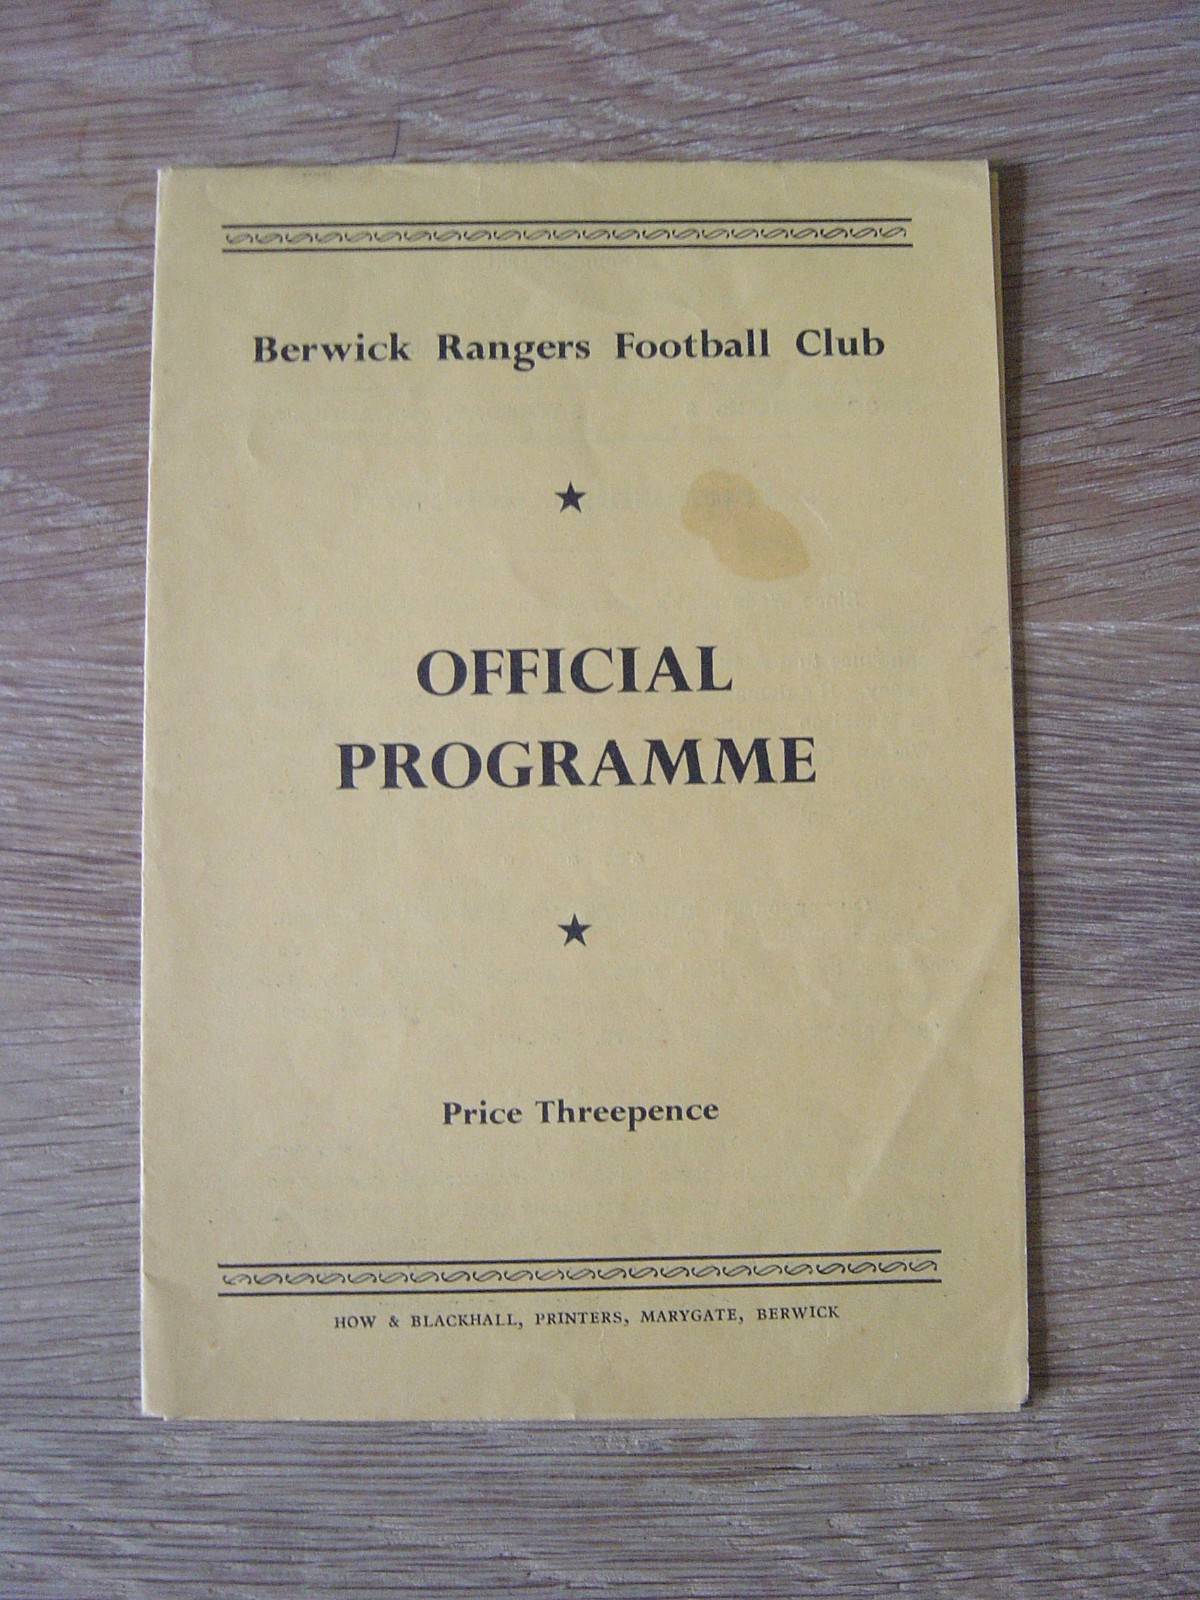 Berwick Rangers Football Club
★
OFFICIAL
PROGRAMME
★
Price Threepence
HOW & BLACKHALL, PRINTERS, MARYGATE, BERWICK